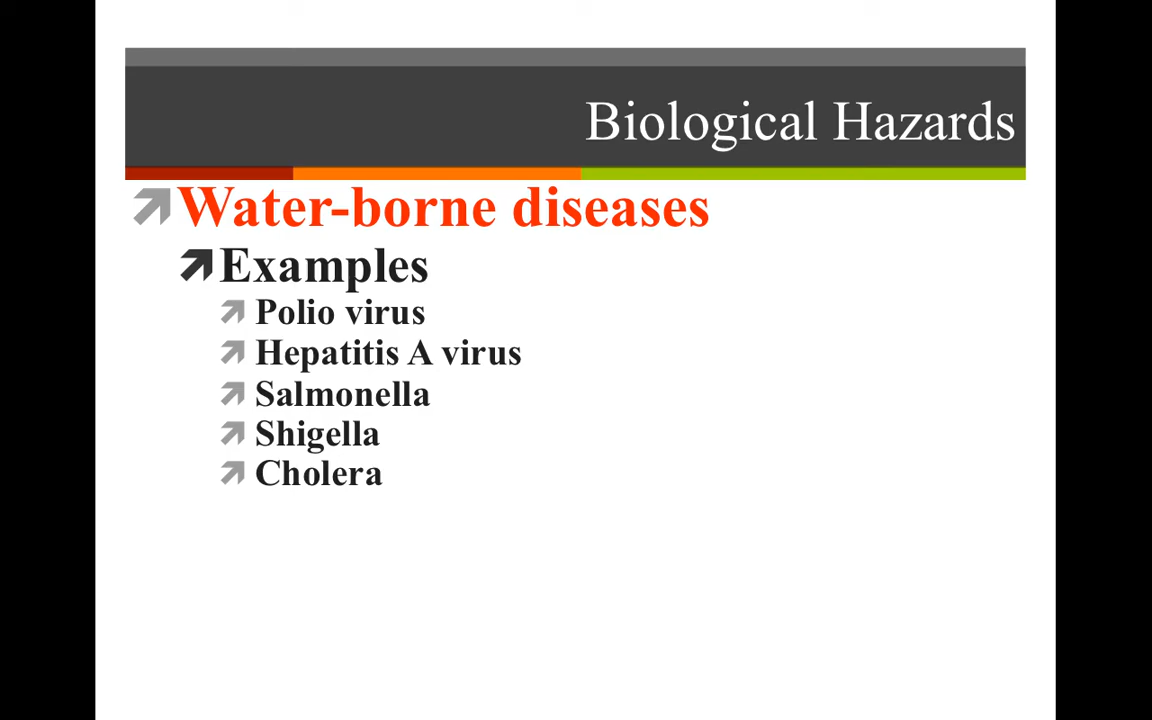 Biological Hazards
Water-borne diseases
Examples
Polio virus
Hepatitis A virus
Salmonella
Shigella
Cholera